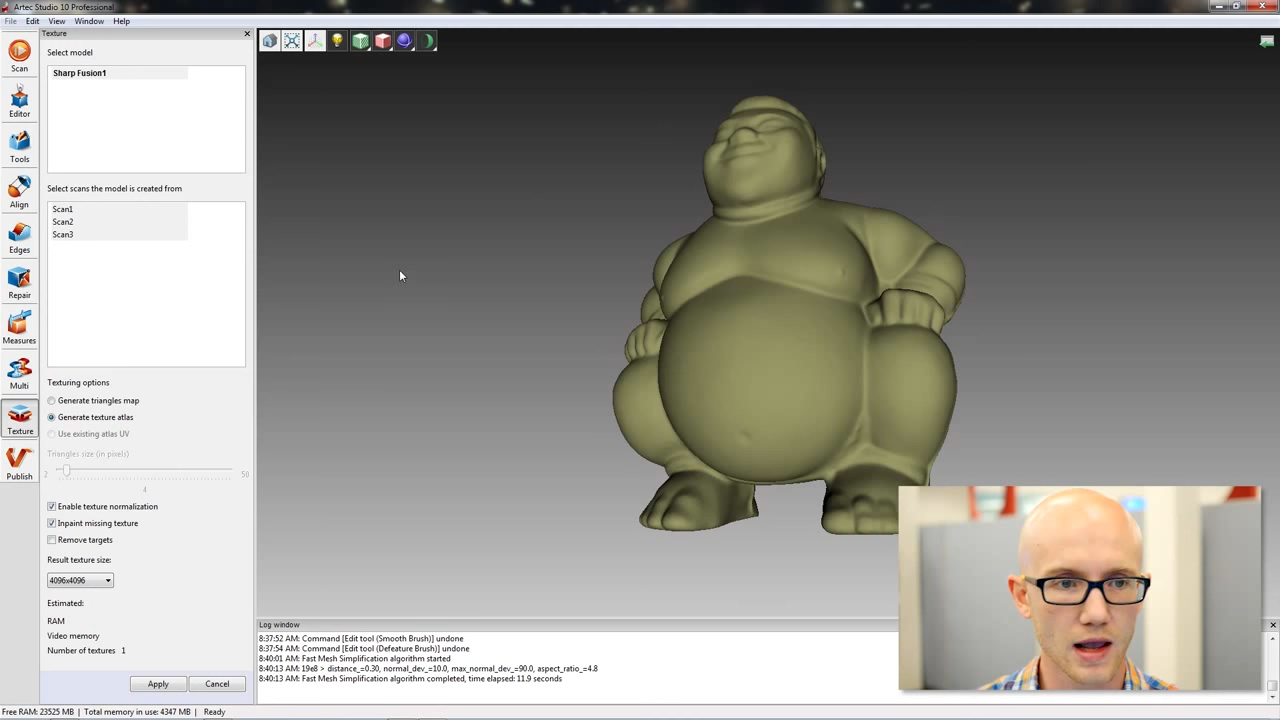 Artec Studio 10 Professional
File Edit View Window Help
Texture
Select model
Sharp Fusion1
Select scans the model is created from
Scan1
Scan2
Scan3
Scan
Editor
Tools
Align
Edges
Repair
Measures
Multi
Texture
Publish
Texturing options
Generate triangles map
Generate texture atlas
Use existing atlas UV
Triangles size (in pixels)
2 50
4
Enable texture normalization
Inpaint missing texture
Remove targets
Result texture size:
4096x4096
Estimated:
RAM
Video memory
Number of textures 1
Apply Cancel
Log window
8:37:52 AM: Command [Edit tool (Smooth Brush)] undone
8:37:54 AM: Command [Edit tool (Defeature Brush)] undone
8:40:01 AM: Fast Mesh Simplification algorithm started
8:40:13 AM: 19e8 > distance_=0.30, normal_dev_=10.0, max_normal_dev_=90.0, aspect_ratio_=4.8
8:40:13 AM: Fast Mesh Simplification algorithm completed, time elapsed: 11.9 seconds
Free RAM: 23525 MB | Total memory in use: 4347 MB | Ready